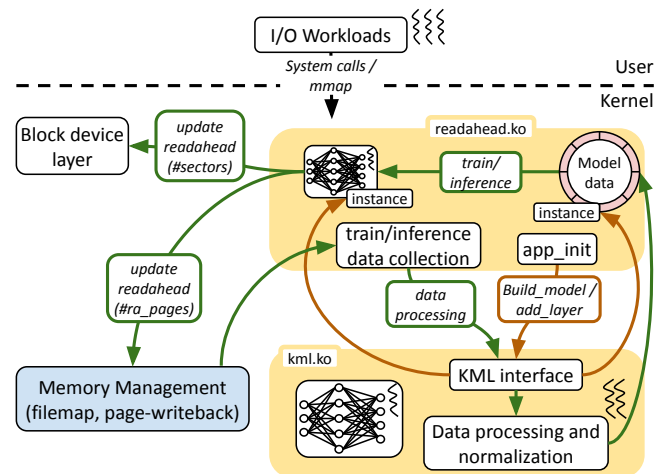 I/O Workloads
System calls /
mmap
User
Kernel
Block device
layer
update
readahead
(#sectors)
readahead.ko
train/
inference
Model
data
instance
instance
train/inference
data collection
app_init
update
readahead
(#ra_pages)
data
processing
Build_model /
add_layer
kml.ko
KML interface
Memory Management
(filemap, page-writeback)
Data processing and
normalization